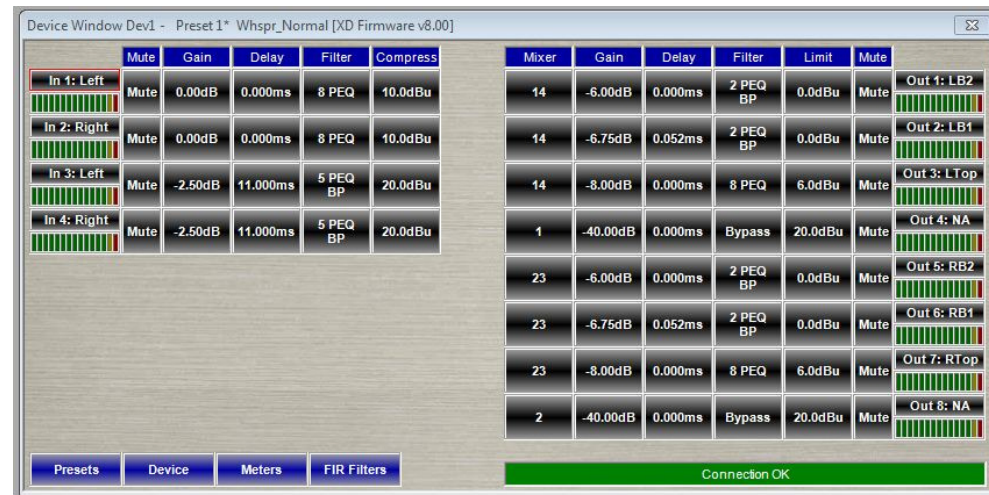 Device Window Dev1 - Preset 1* Whspr_Normal [XD Firmware v8.00]
Mute Gain Delay Filter Compress Mixer Gain Delay Filter Limit Mute
In 1: Left Mute 0.00dB 0.000ms 8 PEQ 10.0dBu 14 -6.00dB 0.000ms 2 PEQ BP 0.0dBu Mute Out 1: LB2
In 2: Right Mute 0.00dB 0.000ms 8 PEQ 10.0dBu 14 -6.75dB 0.052ms 2 PEQ BP 0.0dBu Mute Out 2: LB1
In 3: Left Mute -2.50dB 11.000ms 5 PEQ BP 20.0dBu 14 -8.00dB 0.000ms 8 PEQ 6.0dBu Mute Out 3: LTop
In 4: Right Mute -2.50dB 11.000ms 5 PEQ BP 20.0dBu 1 -40.00dB 0.000ms Bypass 20.0dBu Mute Out 4: NA
23 -6.00dB 0.000ms 2 PEQ BP 0.0dBu Mute Out 5: RB2
23 -6.75dB 0.052ms 2 PEQ BP 0.0dBu Mute Out 6: RB1
23 -8.00dB 0.000ms 8 PEQ 6.0dBu Mute Out 7: RTop
2 -40.00dB 0.000ms Bypass 20.0dBu Mute Out 8: NA
Presets Device Meters FIR Filters Connection OK